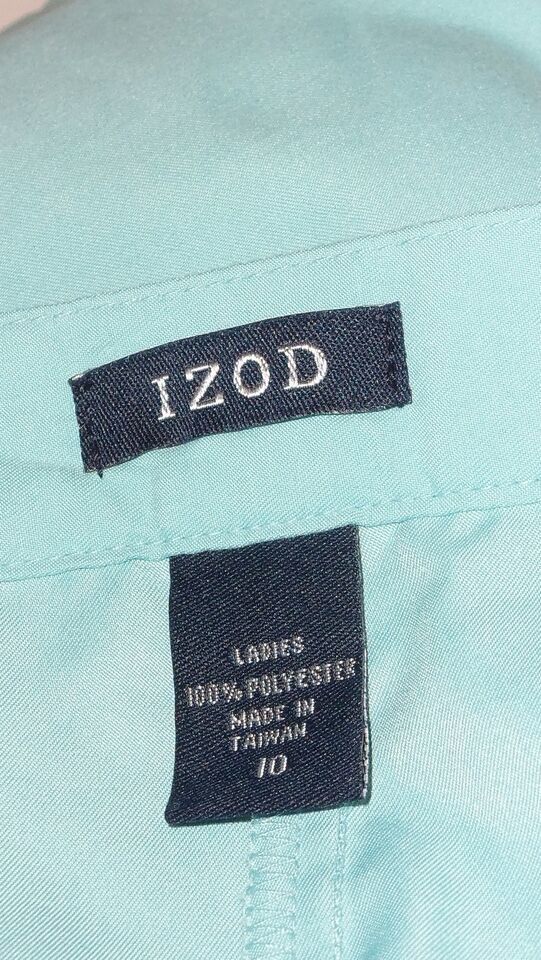 IZOD
LADIES
100% POLYESTER
MADE IN
TAIWAN
10